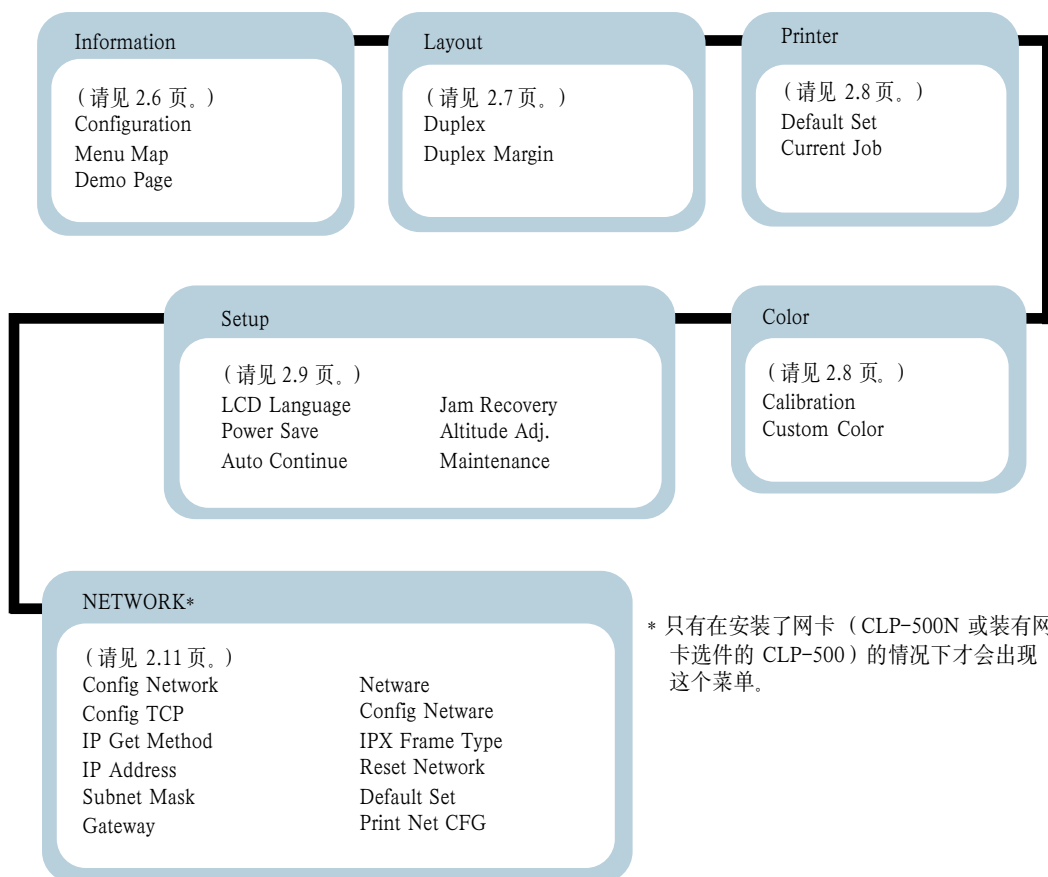 Information
(请见 2.6 页。)
Configuration
Menu Map
Demo Page
Layout
(请见 2.7 页。)
Duplex
Duplex Margin
Printer
(请见 2.8 页。)
Default Set
Current Job
Setup
(请见 2.9 页。)
LCD Language
Power Save
Auto Continue
Jam Recovery
Altitude Adj.
Maintenance
Color
(请见 2.8 页。)
Calibration
Custom Color
NETWORK*
(请见 2.11 页。)
Config Network
Config TCP
IP Get Method
IP Address
Subnet Mask
Gateway
Netware
Config Netware
IPX Frame Type
Reset Network
Default Set
Print Net CFG
* 只有在安装了网卡 (CLP-500N 或装有网
卡选件的 CLP-500) 的情况下才会出现
这个菜单。